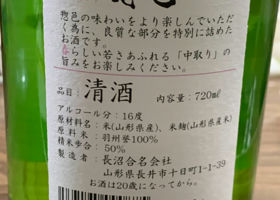 惣邑の味わいをより楽しんでいただ
く為に、良質な部分を特別に詰めた
お酒です。
春らしい若さあふれる「中取り」の
旨みをお楽しみください。
品目：清酒 内容量：720ml
アルコール分：16度
原材料名：米(山形県産)、米麹(山形県産米)
原料米：羽州誉100%
精米歩合：50%
製造者：長沼合名会社
山形県長井市十日町1-1-39
お酒は20歳になってから。